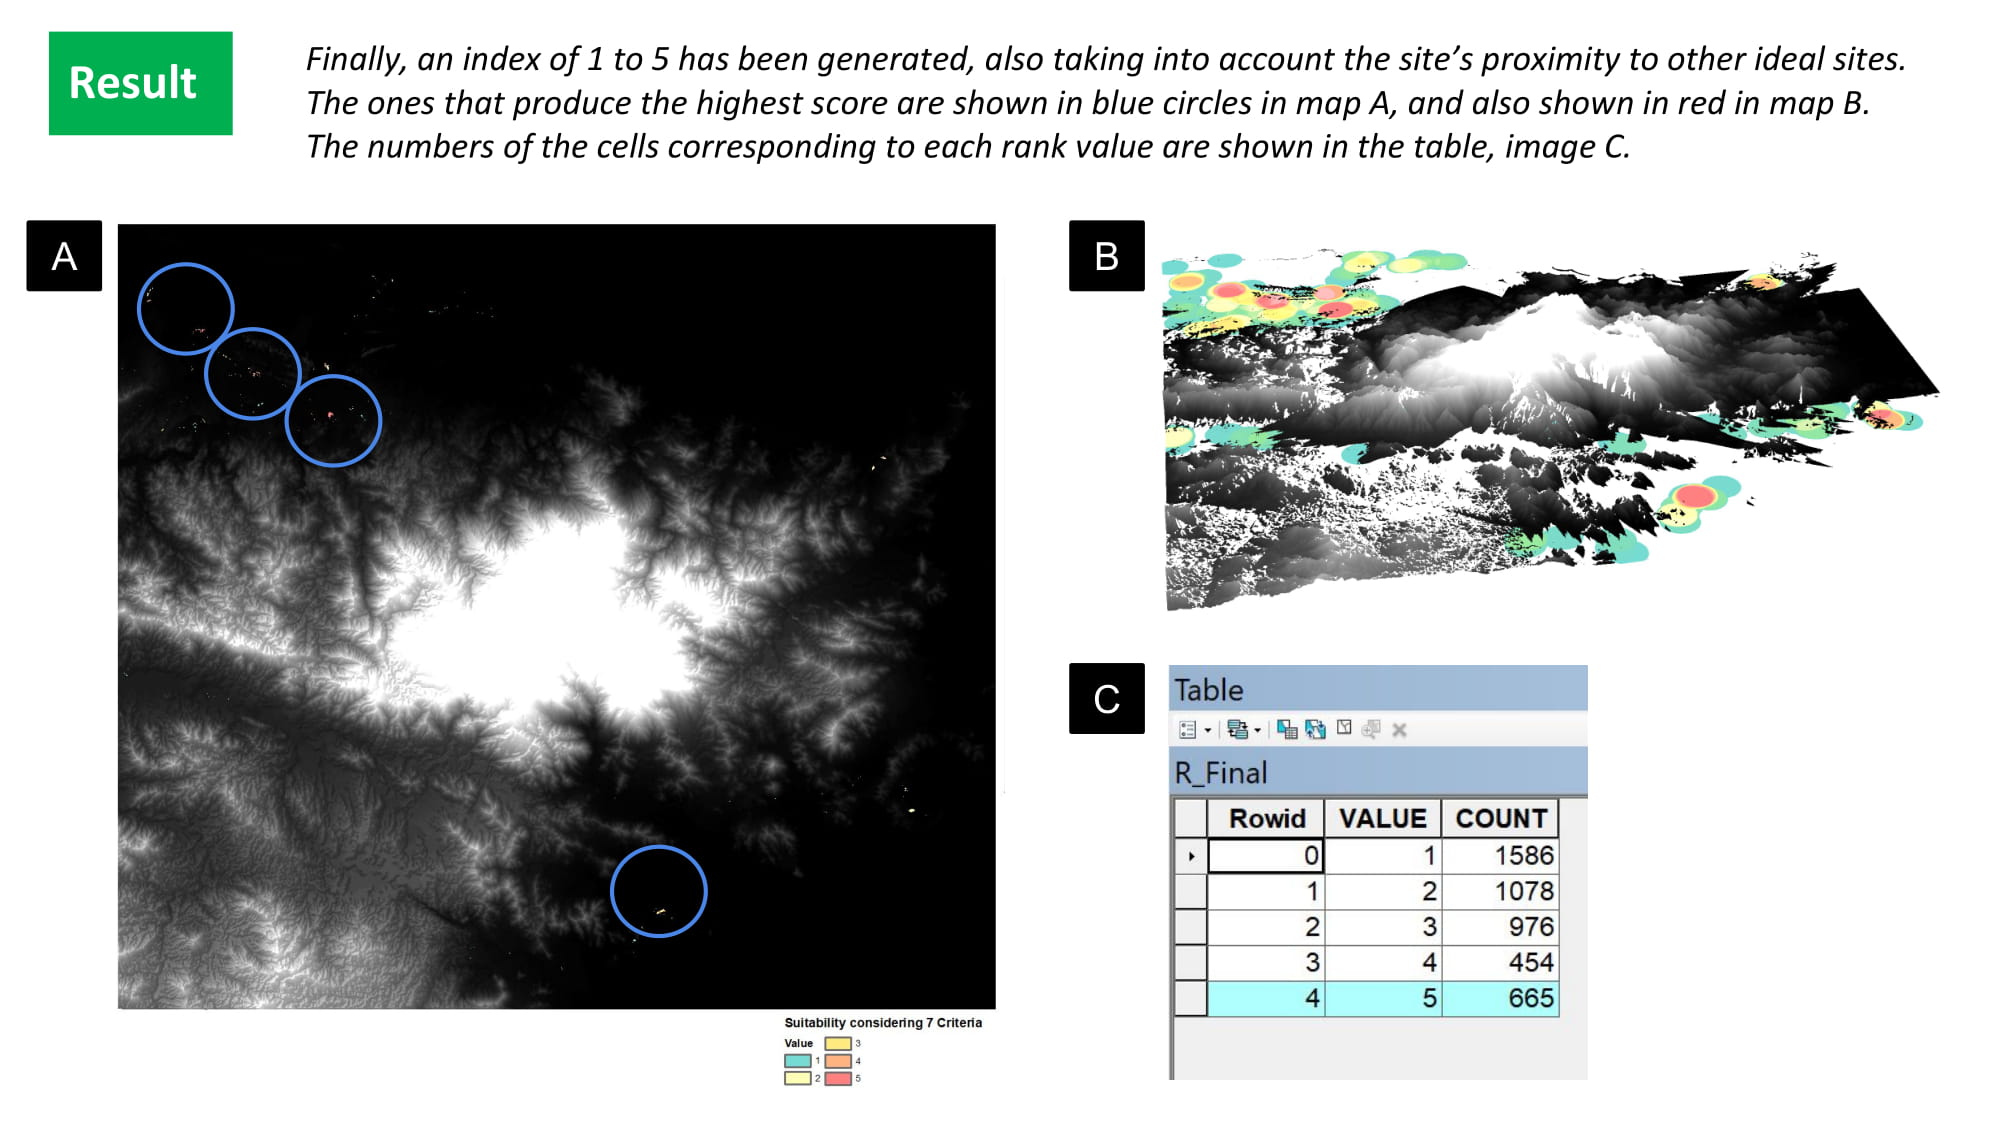 Result
Finally, an index of 1 to 5 has been generated, also taking into account the site's proximity to other ideal sites.
The ones that produce the highest score are shown in blue circles in map A, and also shown in red in map B.
The numbers of the cells corresponding to each rank value are shown in the table, image C.
A
B
Suitability considering 7 Criteria
Value
1
2
3
4
5
C
Table
R_Final
Rowid VALUE COUNT
0 1 1586
1 2 1078
2 3 976
3 4 454
4 5 665